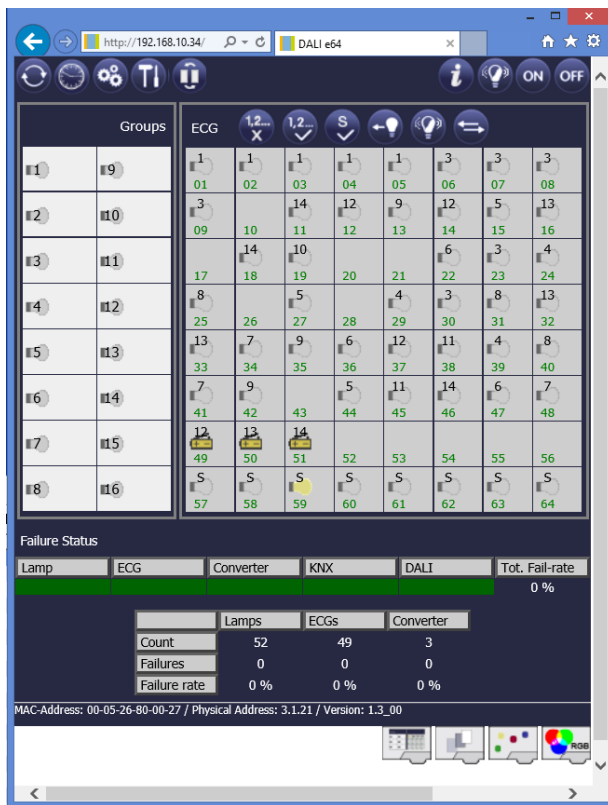 http://192.168.10.34/
DALI e64
i ON OFF
Groups
ECG 1,2... X 1,2... S
1 9
2 10
3 11
4 12
5 13
6 14
7 15
8 16
1 1 1 1 1 3 3 3
01 02 03 04 05 06 07 08
3 14 12 9 12 5 13
09 10 11 12 13 14 15 16
14 10 6 3 4
17 18 19 20 21 22 23 24
8 5 4 3 8 13
25 26 27 28 29 30 31 32
13 7 9 6 12 11 4 8
33 34 35 36 37 38 39 40
7 9 5 11 14 6 7
41 42 43 44 45 46 47 48
12 13 14
49 50 51 52 53 54 55 56
S S S S S S S S
57 58 59 60 61 62 63 64
Failure Status
Lamp ECG Converter KNX DALI Tot. Fail-rate
0 %
Lamps ECGs Converter
Count 52 49 3
Failures 0 0 0
Failure rate 0 % 0 % 0 %
MAC-Address: 00-05-26-80-00-27 / Physical Address: 3.1.21 / Version: 1.3_00
RGB